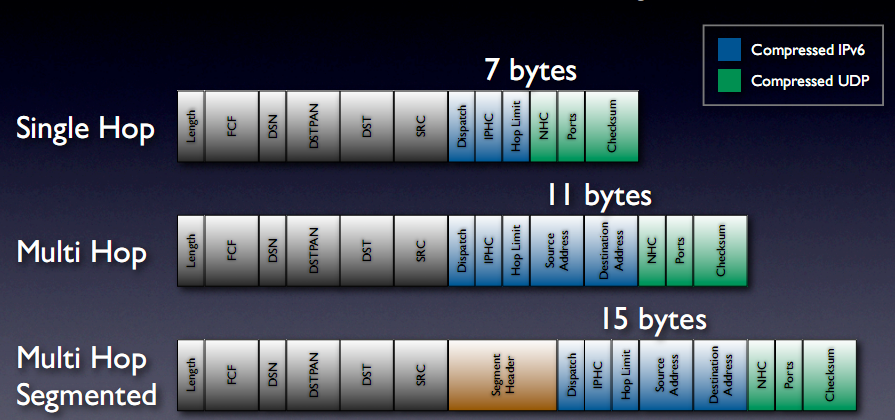 Compressed IPv6
Compressed UDP
7 bytes
Single Hop
Length
FCF
DSN
DSTPAN
DST
SRC
Dispatch
IPHC
Hop Limit
NHC
Ports
Checksum
11 bytes
Multi Hop
Length
FCF
DSN
DSTPAN
DST
SRC
Dispatch
IPHC
Hop Limit
Source
Address
Destination
Address
NHC
Ports
Checksum
15 bytes
Multi Hop
Segmented
Length
FCF
DSN
DSTPAN
DST
SRC
Segment
Header
Dispatch
IPHC
Hop Limit
Source
Address
Destination
Address
NHC
Ports
Checksum